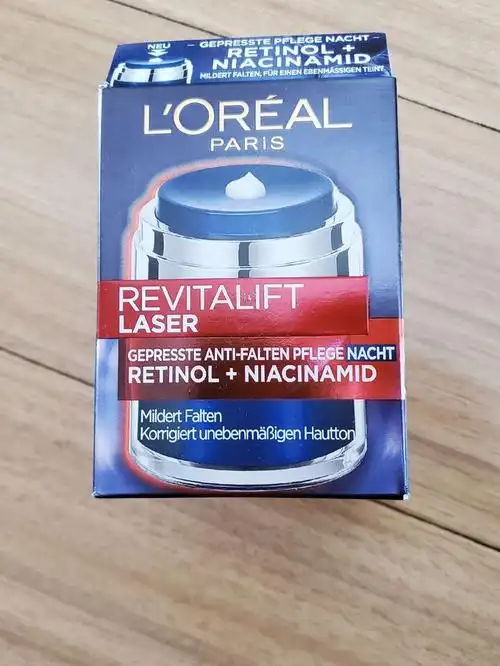 NEU
GEPRESSTE PFLEGE NACHT
RETINOL +
NIACINAMID
MILDERT FALTEN, FÜR EINEN EBENMÄSSIGEN TEINT
L'ORÉAL
PARIS
REVITALIFT
LASER
GEPRESSTE ANTI-FALTEN PFLEGE NACHT
RETINOL + NIACINAMID
Mildert Falten
Korrigiert unebenmäßigen Hautton